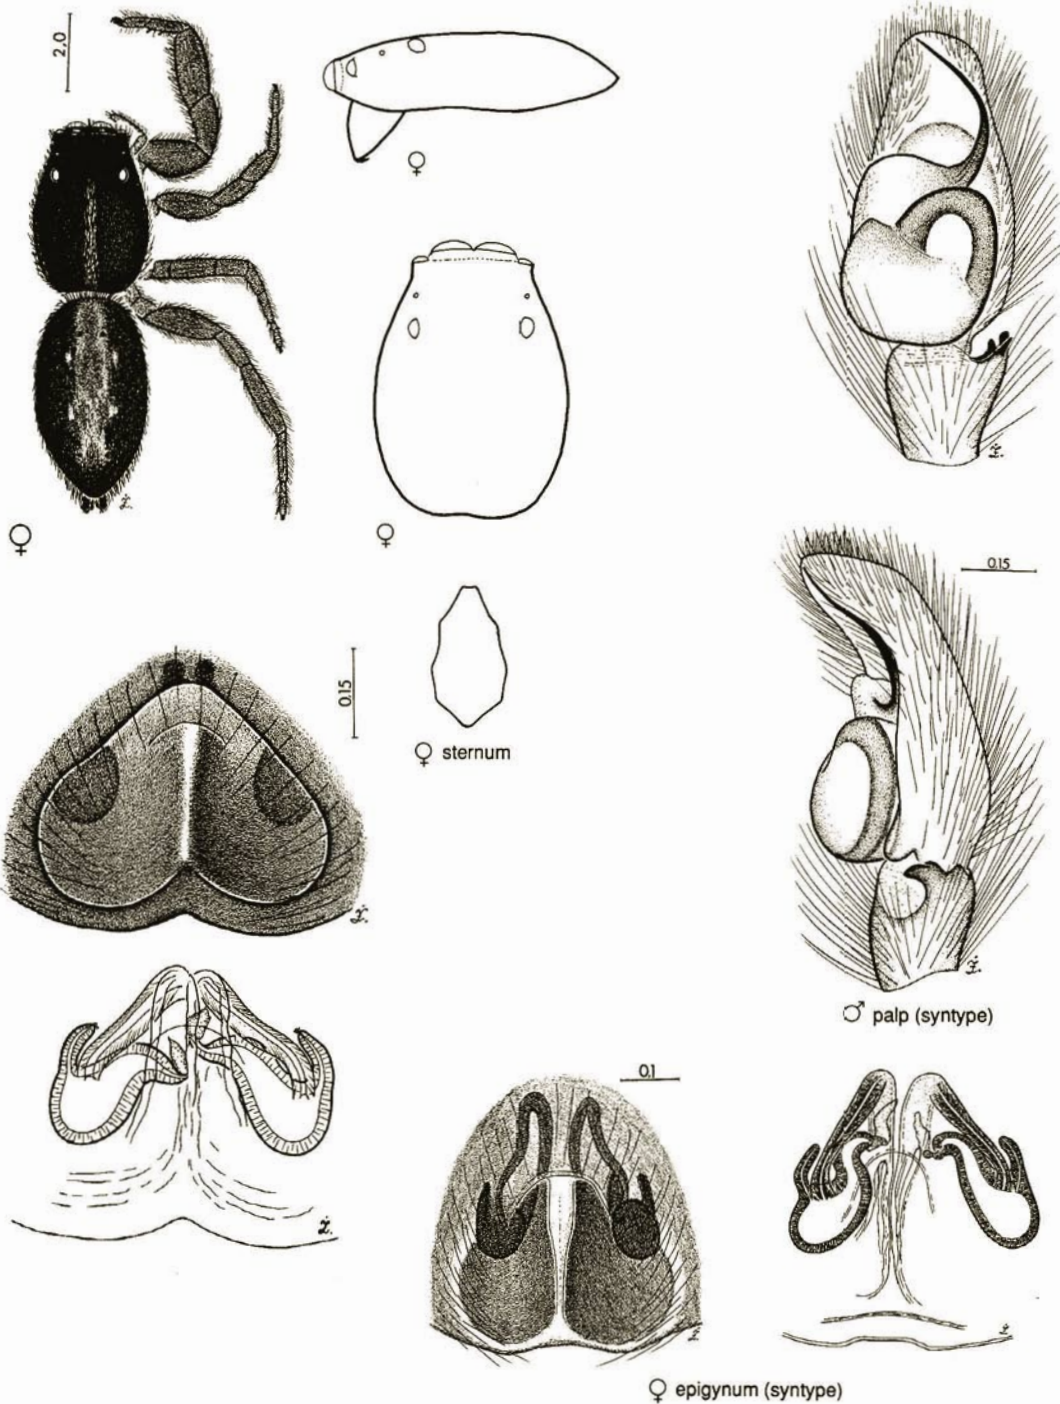 2,0
♀
♀
♀
0.15
♀ sternum
0.15
♂ palp (syntype)
0.1
♀ epigynum (syntype)